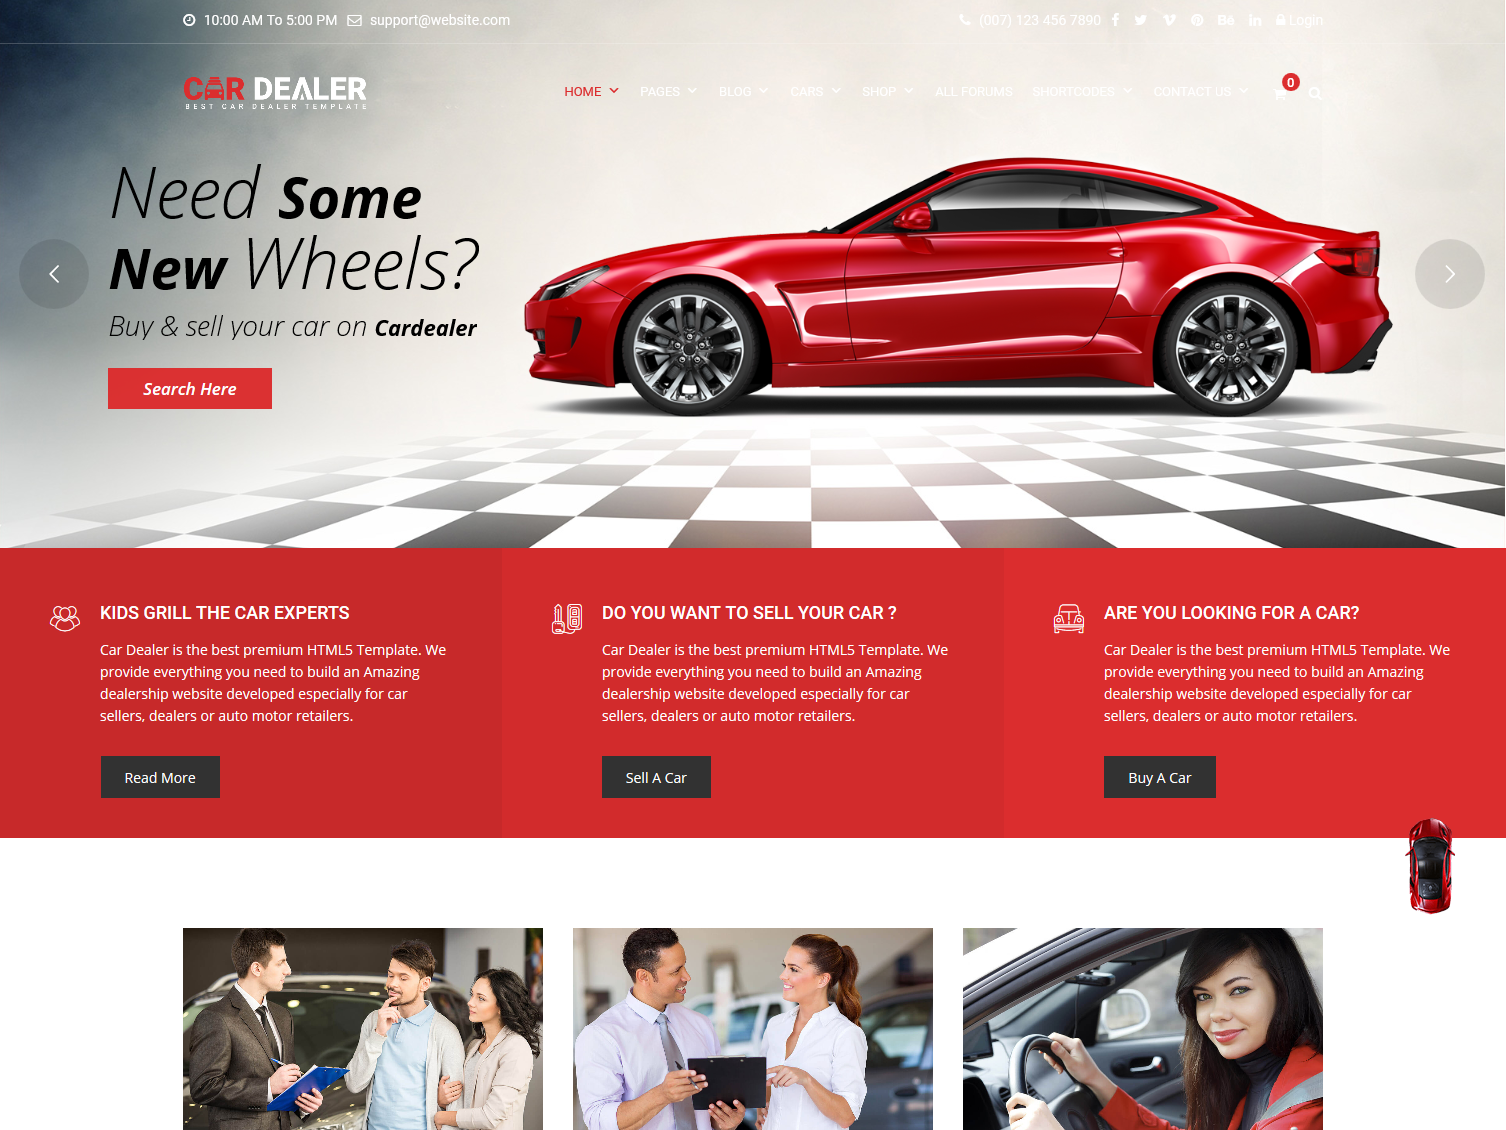 10:00 AM To 5:00 PM support@website.com (007) 123 456 7890 Login
CAR DEALER
BEST CAR DEALER TEMPLATE
HOME PAGES BLOG CARS SHOP ALL FORUMS SHORTCODES CONTACT US 0
Need Some
New Wheels?
Buy & sell your car on Cardealer
Search Here
KIDS GRILL THE CAR EXPERTS
Car Dealer is the best premium HTML5 Template. We
provide everything you need to build an Amazing
dealership website developed especially for car
sellers, dealers or auto motor retailers.
Read More
DO YOU WANT TO SELL YOUR CAR ?
Car Dealer is the best premium HTML5 Template. We
provide everything you need to build an Amazing
dealership website developed especially for car
sellers, dealers or auto motor retailers.
Sell A Car
ARE YOU LOOKING FOR A CAR?
Car Dealer is the best premium HTML5 Template. We
provide everything you need to build an Amazing
dealership website developed especially for car
sellers, dealers or auto motor retailers.
Buy A Car